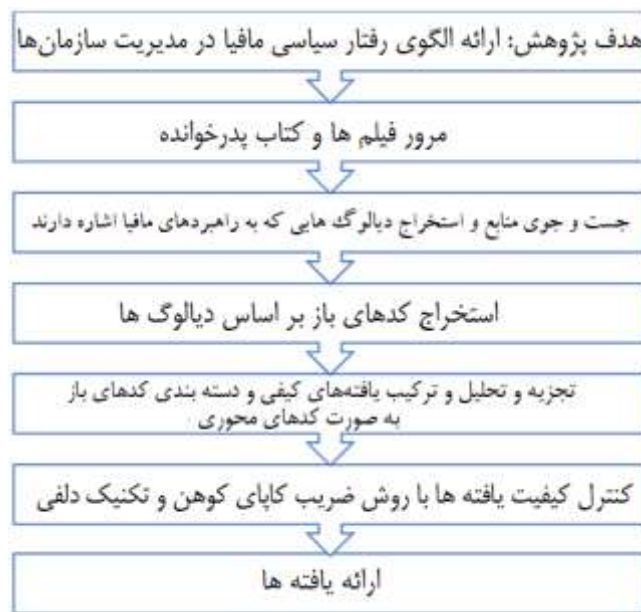 هدف پژوهش: ارائه الگوی رفتار سیاسی مافیا در مدیریت سازمان‌ها
مرور فیلم ها و کتاب پدرخوانده
جست و جوی منابع و استخراج دیالوگ هایی که به راهبردهای مافیا اشاره دارند
استخراج کدهای باز بر اساس دیالوگ ها
تجزیه و تحلیل و ترکیب یافته‌های کیفی و دسته بندی کدهای باز
به صورت کدهای محوری
کنترل کیفیت یافته ها با روش ضریب کاپای کوهن و تکنیک دلفی
ارائه یافته ها